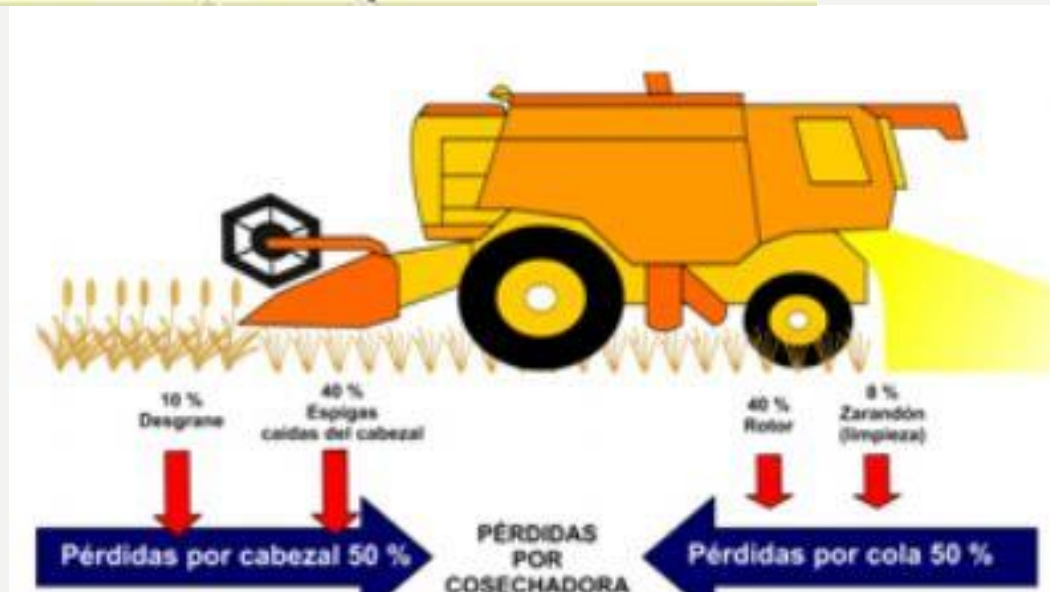 10 %
Desgrane
40 %
Espigas
caidas del cabezal
40 %
Rotor
8 %
Zarandón
(limpieza)
Pérdidas por cabezal 50 %
PÉRDIDAS
POR
COSECHADORA
Pérdidas por cola 50 %